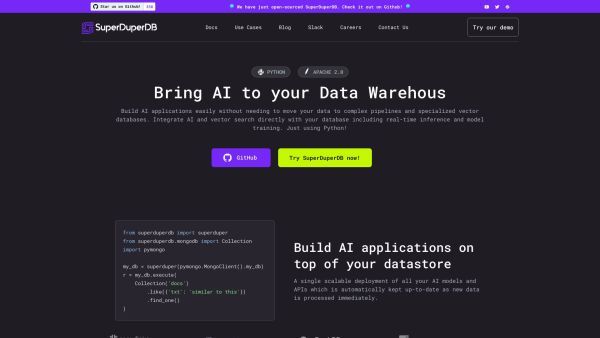 Star us on Github!
We have just open-sourced SuperDuperDB. Check it out on Github!
SuperDuperDB
Docs Use Cases Blog Slack Careers Contact Us
Try our demo
PYTHON APACHE 2.0
Bring AI to your Data Warehous
Build AI applications easily without needing to move your data to complex pipelines and specialized vector
databases. Integrate AI and vector search directly with your database including real-time inference and model
training. Just using Python!
GitHub Try SuperDuperDB now!
from superduperdb import superduper
from superduperdb.mongodb import Collection
import pymongo
my_db = superduper(pymongo.MongoClient().my_db)
r = my_db.execute(
Collection('docs')
.like({'txt': 'similar to this'})
.find_one()
)
Build AI applications on
top of your datastore
A single scalable deployment of all your AI models and
APIs which is automatically kept up-to-date as new data
is processed immediately.